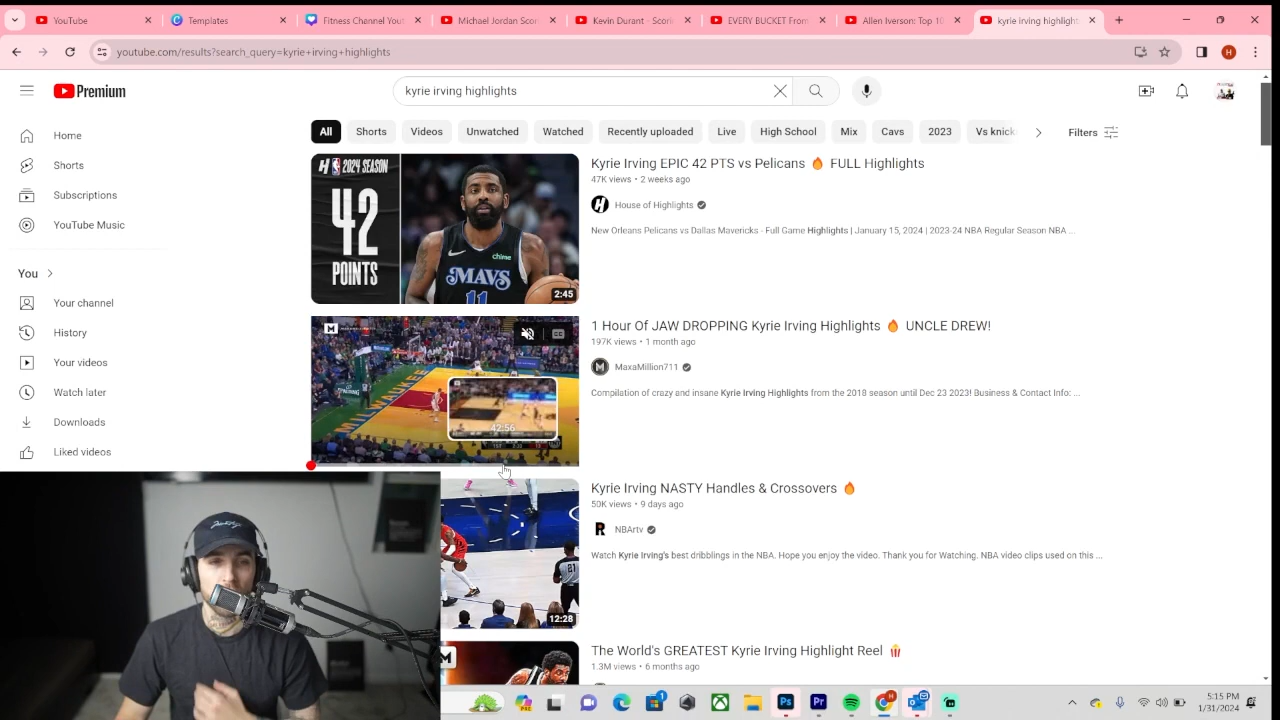 YouTube
Templates
Fitness Channel You
Michael Jordan Scor
Kevin Durant - Scori
EVERY BUCKET From
Allen Iverson: Top 10
kyrie irving highlight
youtube.com/results?search_query=kyrie+irving+highlights
H
Premium
kyrie irving highlights
All
Shorts
Videos
Unwatched
Watched
Recently uploaded
Live
High School
Mix
Cavs
2023
Vs knick
Filters
Home
Shorts
Subscriptions
YouTube Music
You
Your channel
History
Your videos
Watch later
Downloads
Liked videos
H 2024 SEASON
42
POINTS
chime
MAVS
11
2:45
Kyrie Irving EPIC 42 PTS vs Pelicans 🔥 FULL Highlights
47K views • 2 weeks ago
House of Highlights
New Orleans Pelicans vs Dallas Mavericks - Full Game Highlights | January 15, 2024 | 2023-24 NBA Regular Season NBA ...
M
MILWAUKEE
42:56
1 Hour Of JAW DROPPING Kyrie Irving Highlights 🔥 UNCLE DREW!
197K views • 1 month ago
M MaxaMillion711
Compilation of crazy and insane Kyrie Irving Highlights from the 2018 season until Dec 23 2023! Business & Contact Info: ...
21
12:28
Kyrie Irving NASTY Handles & Crossovers 🔥
50K views • 9 days ago
R NBArtv
Watch Kyrie Irving's best dribblings in the NBA. Hope you enjoy the video. Thank you for Watching. NBA video clips used on this ...
M
The World's GREATEST Kyrie Irving Highlight Reel 🍿
1.3M views • 6 months ago
PRE
Ps
Pr
5:15 PM
1/31/2024